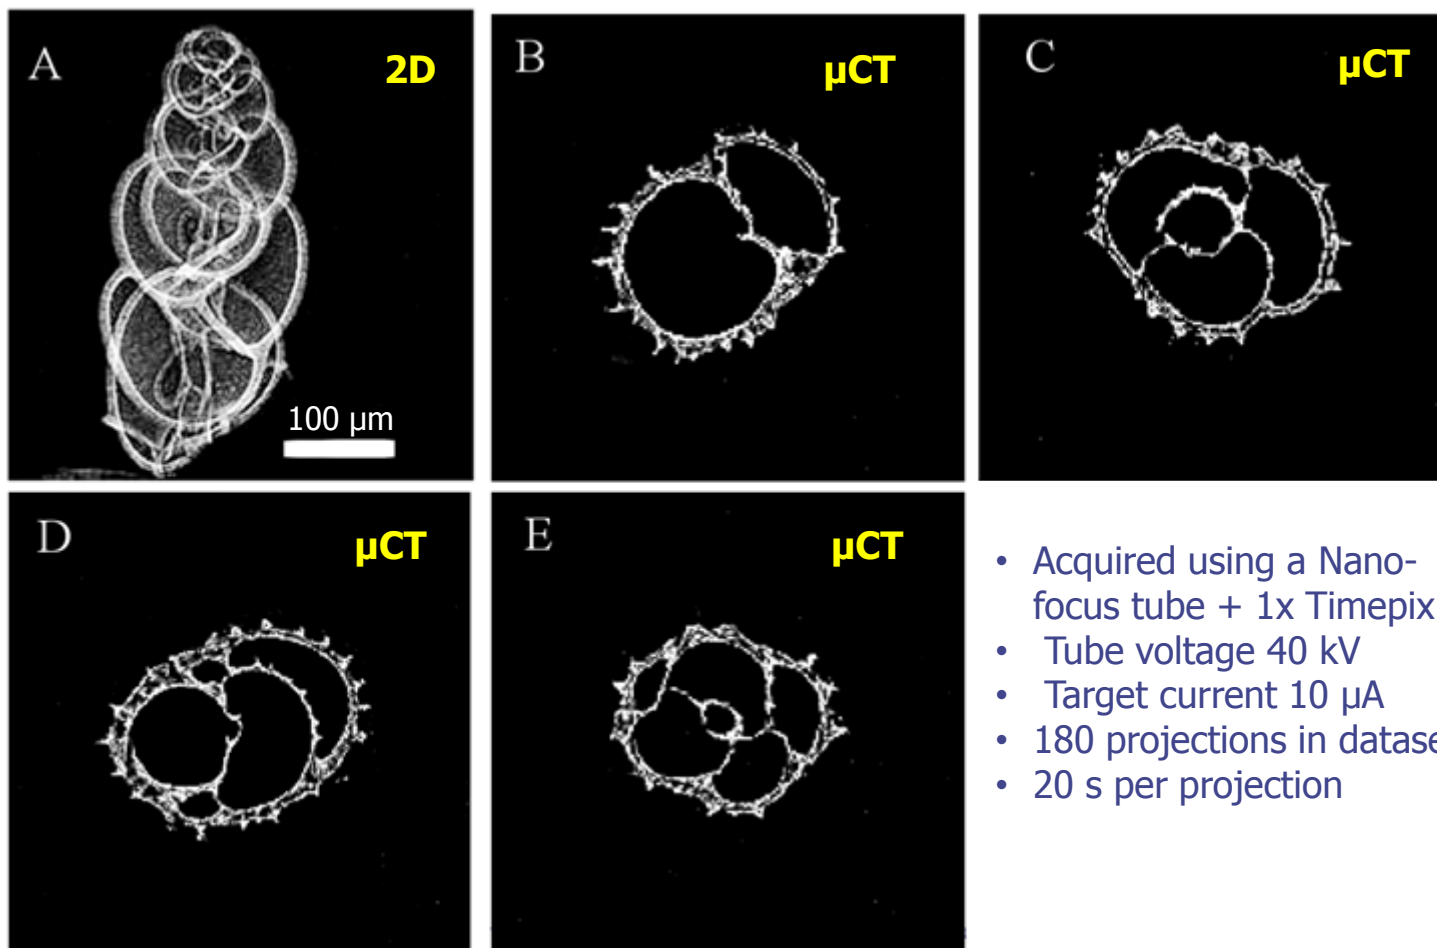 A
2D
100 µm
B
µCT
C
µCT
D
µCT
E
µCT
• Acquired using a Nano-
focus tube + 1x Timepix
• Tube voltage 40 kV
• Target current 10 µA
• 180 projections in datase
• 20 s per projection